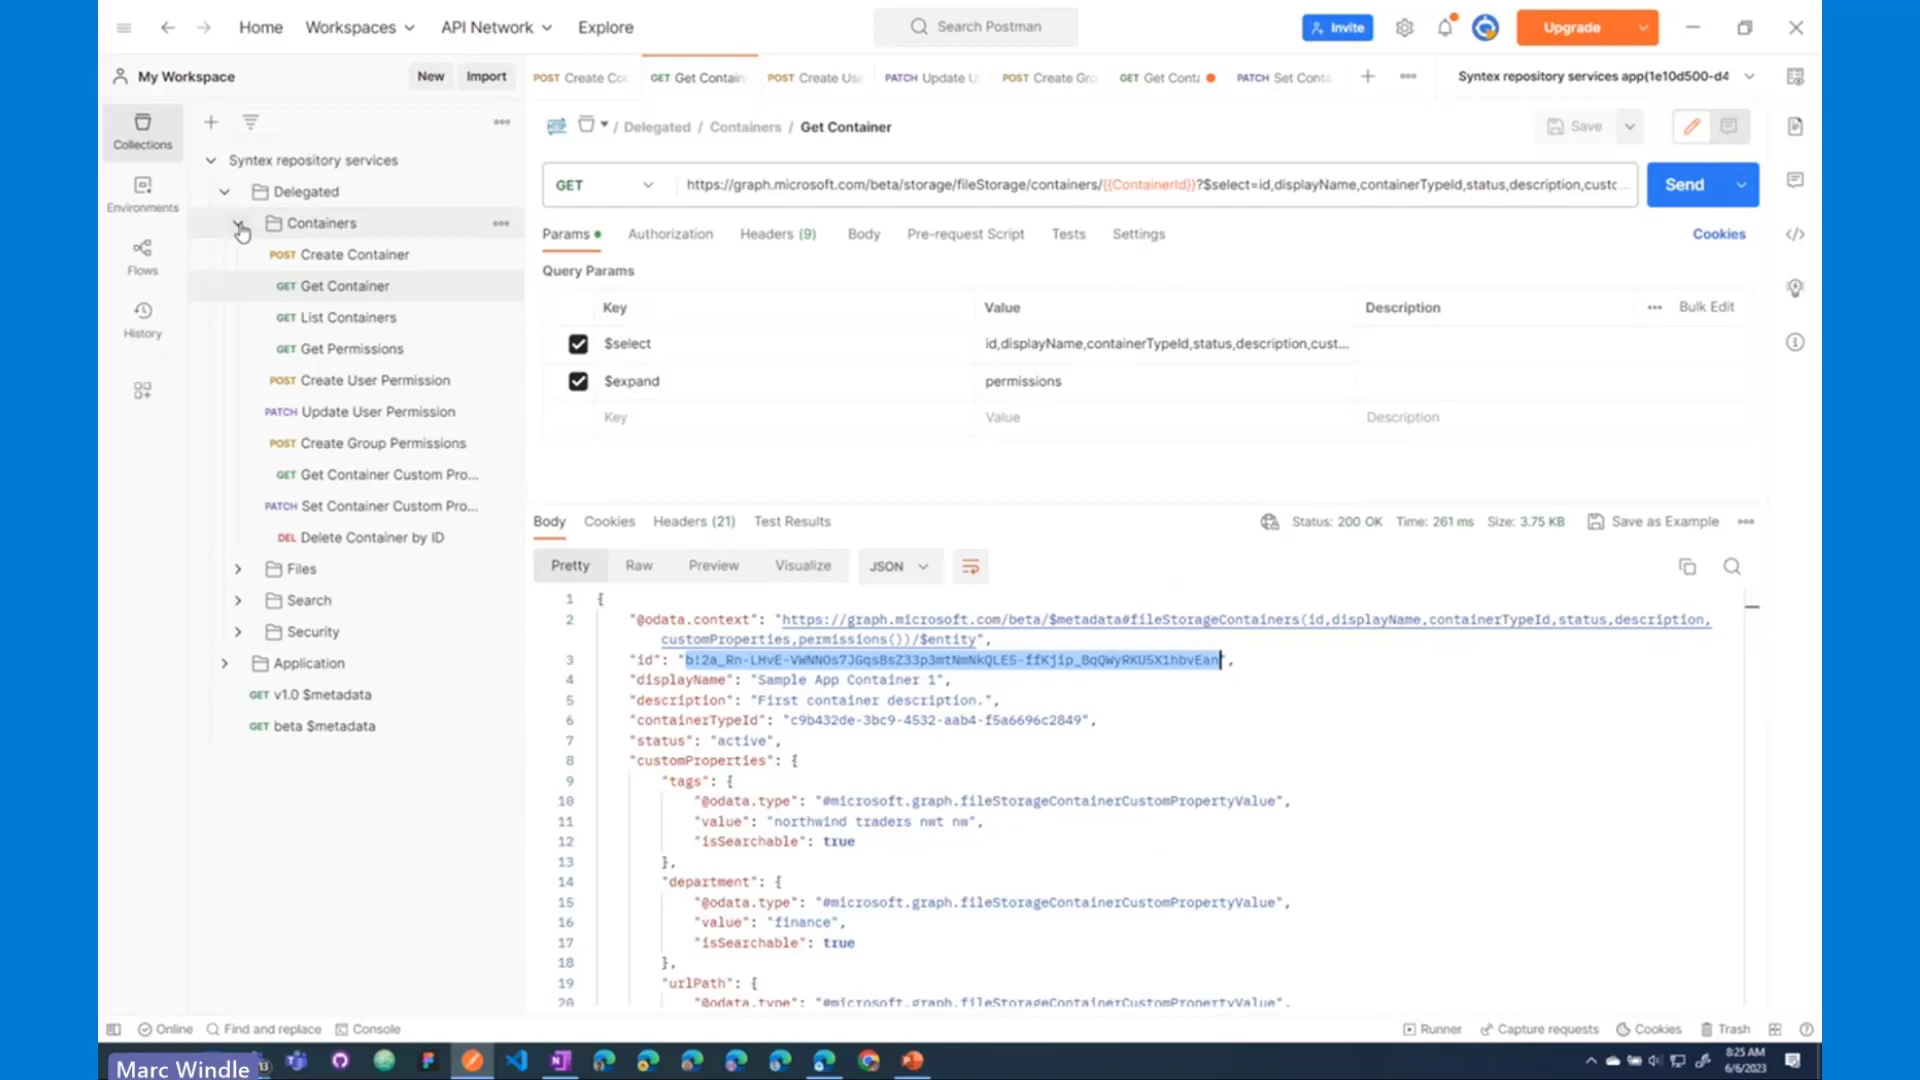 Home Workspaces API Network Explore Search Postman Invite Upgrade
My Workspace New Import POST Create Co GET Get Contain POST Create Use PATCH Update U POST Create Gro GET Get Conta PATCH Set Conta Syntex repository services app(1e10d500-d4
Collections
Environments
Flows
History
Syntex repository services
Delegated
Containers
POST Create Container
GET Get Container
GET List Containers
GET Get Permissions
POST Create User Permission
PATCH Update User Permission
POST Create Group Permissions
GET Get Container Custom Pro...
PATCH Set Container Custom Pro...
DEL Delete Container by ID
Files
Search
Security
Application
GET v1.0 $metadata
GET beta $metadata
HTTP / Delegated / Containers / Get Container Save
GET https://graph.microsoft.com/beta/storage/fileStorage/containers/{{ContainerId}}?$select=id,displayName,containerTypeId,status,description,custc... Send
Params Authorization Headers (9) Body Pre-request Script Tests Settings Cookies
Query Params
Key Value Description Bulk Edit
$select id,displayName,containerTypeId,status,description,cust...
$expand permissions
Key Value Description
Body Cookies Headers (21) Test Results Status: 200 OK Time: 261 ms Size: 3.75 KB Save as Example
Pretty Raw Preview Visualize JSON
1 {
2 "@odata.context": "https://graph.microsoft.com/beta/$metadata#fileStorageContainers(id,displayName,containerTypeId,status,description,
customProperties,permissions())/$entity",
3 "id": "b!2a_Rn-LHvE-VWNNOs7JGqsBsZ33p3mtNmNkQLE5-ffKjip_BqQWyRKU5X1hbvEan",
4 "displayName": "Sample App Container 1",
5 "description": "First container description.",
6 "containerTypeId": "c9b432de-3bc9-4532-aab4-f5a6696c2849",
7 "status": "active",
8 "customProperties": {
9 "tags": {
10 "@odata.type": "#microsoft.graph.fileStorageContainerCustomPropertyValue",
11 "value": "northwind traders nwt nw",
12 "isSearchable": true
13 },
14 "department": {
15 "@odata.type": "#microsoft.graph.fileStorageContainerCustomPropertyValue",
16 "value": "finance",
17 "isSearchable": true
18 },
19 "urlPath": {
20 "@odata.type": "#microsoft.graph.fileStorageContainerCustomPropertyValue",
Online Find and replace Console Runner Capture requests Cookies Trash
Marc Windle 8:25 AM
6/6/2023